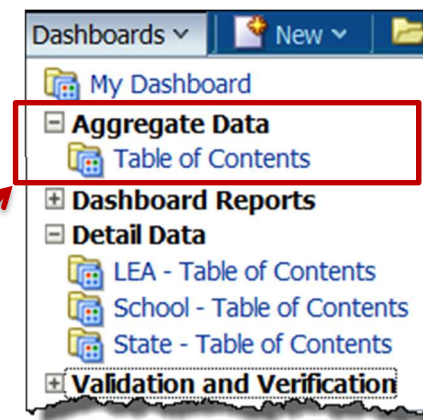 Dashboards New
My Dashboard
Aggregate Data
Table of Contents
Dashboard Reports
Detail Data
LEA - Table of Contents
School - Table of Contents
State - Table of Contents
Validation and Verification